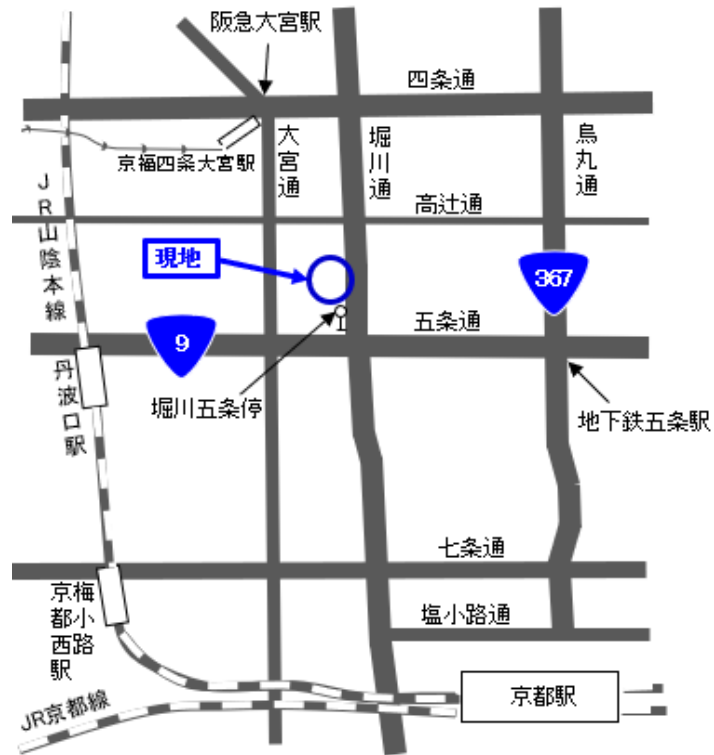 阪急大宮駅
四条通
京福四条大宮駅
大宮通
堀川通
烏丸通
JR山陰本線
高辻通
現地
367
9
五条通
堀川五条停
地下鉄五条駅
丹波口駅
七条通
梅小路
京都西駅
塩小路通
京都駅
JR京都線